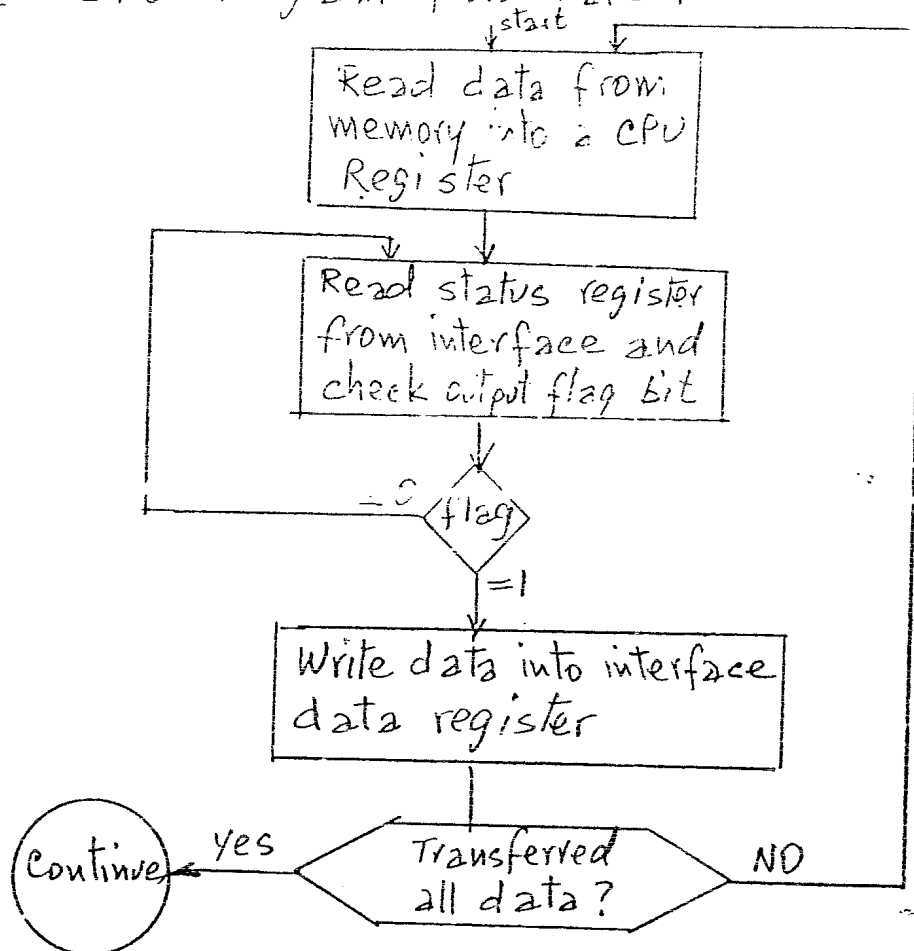 start
Read data from
memory into a CPU
Register
Read status register
from interface and
check output flag bit
= 0
flag
=1
Write data into interface
data register
Transferred
all data?
Yes
NO
Continue